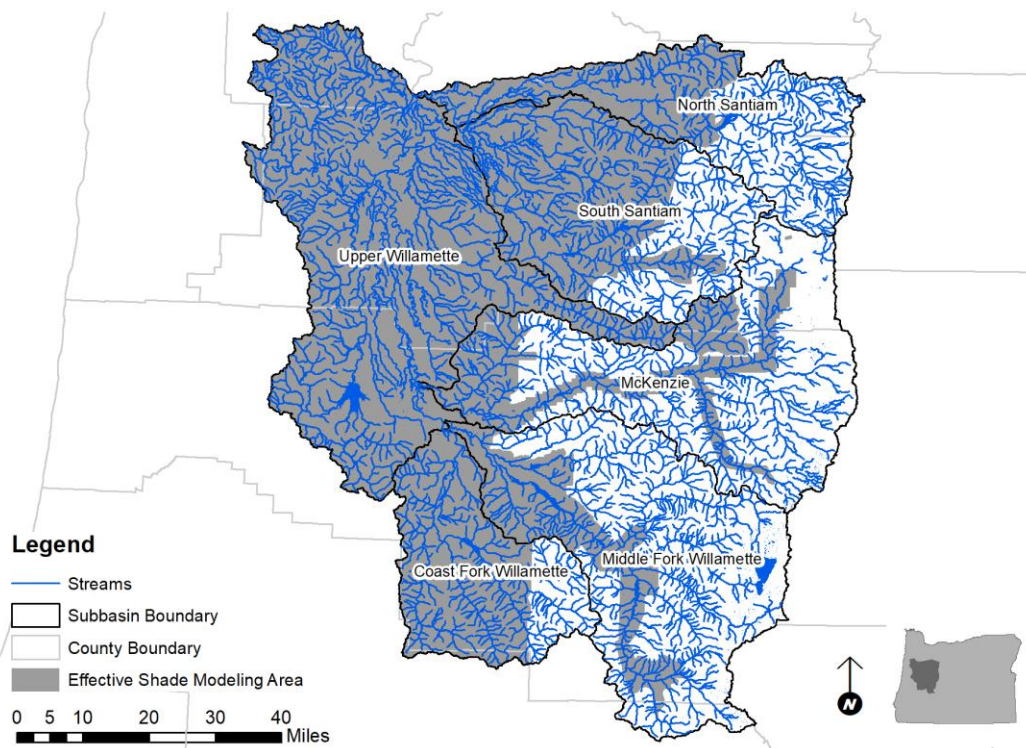 North Santiam
South Santiam
Upper Willamette
McKenzie
Coast Fork Willamette
Middle Fork Willamette
Legend
Streams
Subbasin Boundary
County Boundary
Effective Shade Modeling Area
0 5 10 20 30 40
Miles
N